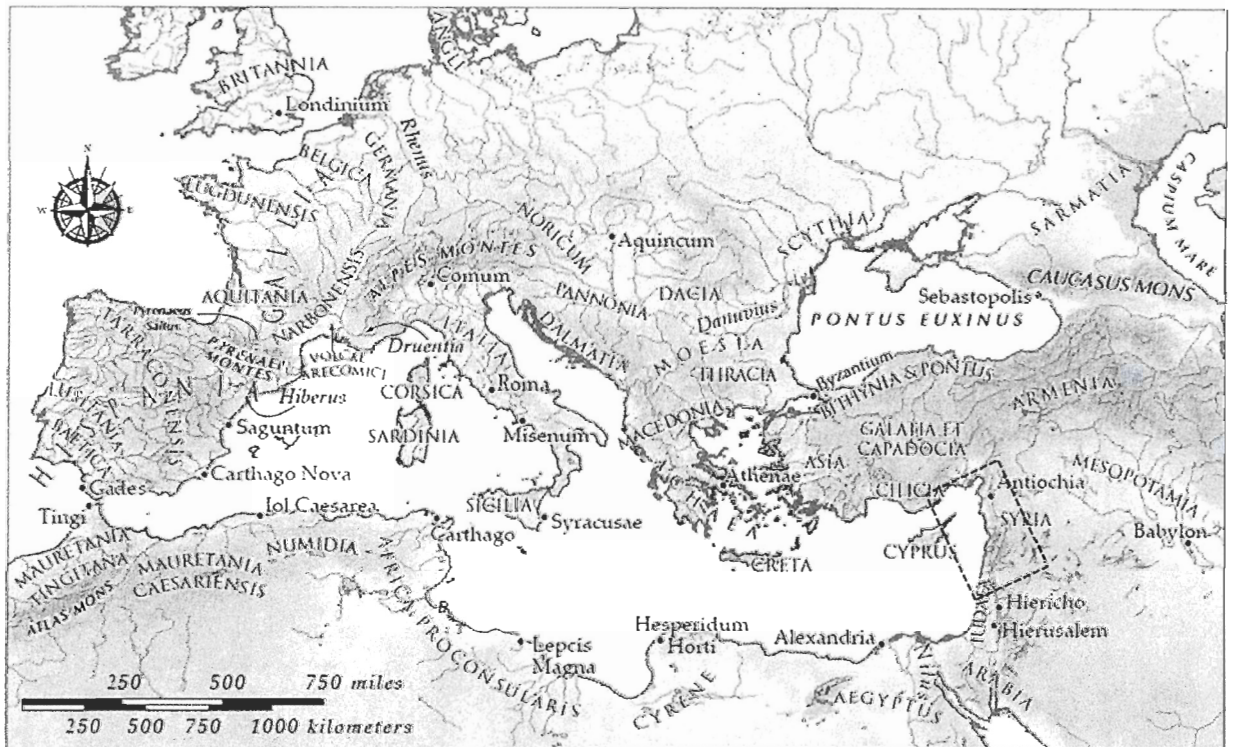 ANGLI
BRITANNIA
Londinium
Rhenus
GERMANIA
BELGICA
LUGDUNENSIS
GALLIA
N
W
E
S
SARMATIA
CASPIUM MARE
SCYTHIA
NORICUM
Aquincum
ALPES MONTES
Comum
CAUCASUS MONS
AQUITANIA
NARBONENSIS
PANNONIA
DACIA
Sebastopolis
Pyrenaeus
Saltus
Danuvius
PONTUS EUXINUS
TARRACONENSIS
PYRENAEI
MONTES
VOLCAE
ARECOMICI
Druentia
ITALIA
DALMATIA
MOESIA
THRACIA
Byzantium
BITHYNIA & PONTUS
ARMENIA
HISPANIA
LUSITANIA
Hiberus
CORSICA
Roma
BAETICA
Saguntum
SARDINIA
Misenum
MACEDONIA
GALATIA ET
CAPADOCIA
ASIA
MESOPOTAMIA
Carthago Nova
Athenae
ACHAIA
CILICIA
Antiochia
Gades
SICILIA
Syracusae
SYRIA
Babylon
Tingi
Iol Caesarea
Carthago
CYPRUS
CRETA
MAURETANIA
TINGITANA
MAURETANIA
CAESARIENSIS
NUMIDIA
ATLAS MONS
AFRICA PROCONSULARIS
Hiericho
Hierusalem
IUDAEA
Lepcis
Magna
Hesperidum
Horti
Alexandria
Nilus
ARABIA
CYRENE
AEGYPTUS
250 500 750 miles
250 500 750 1000 kilometers